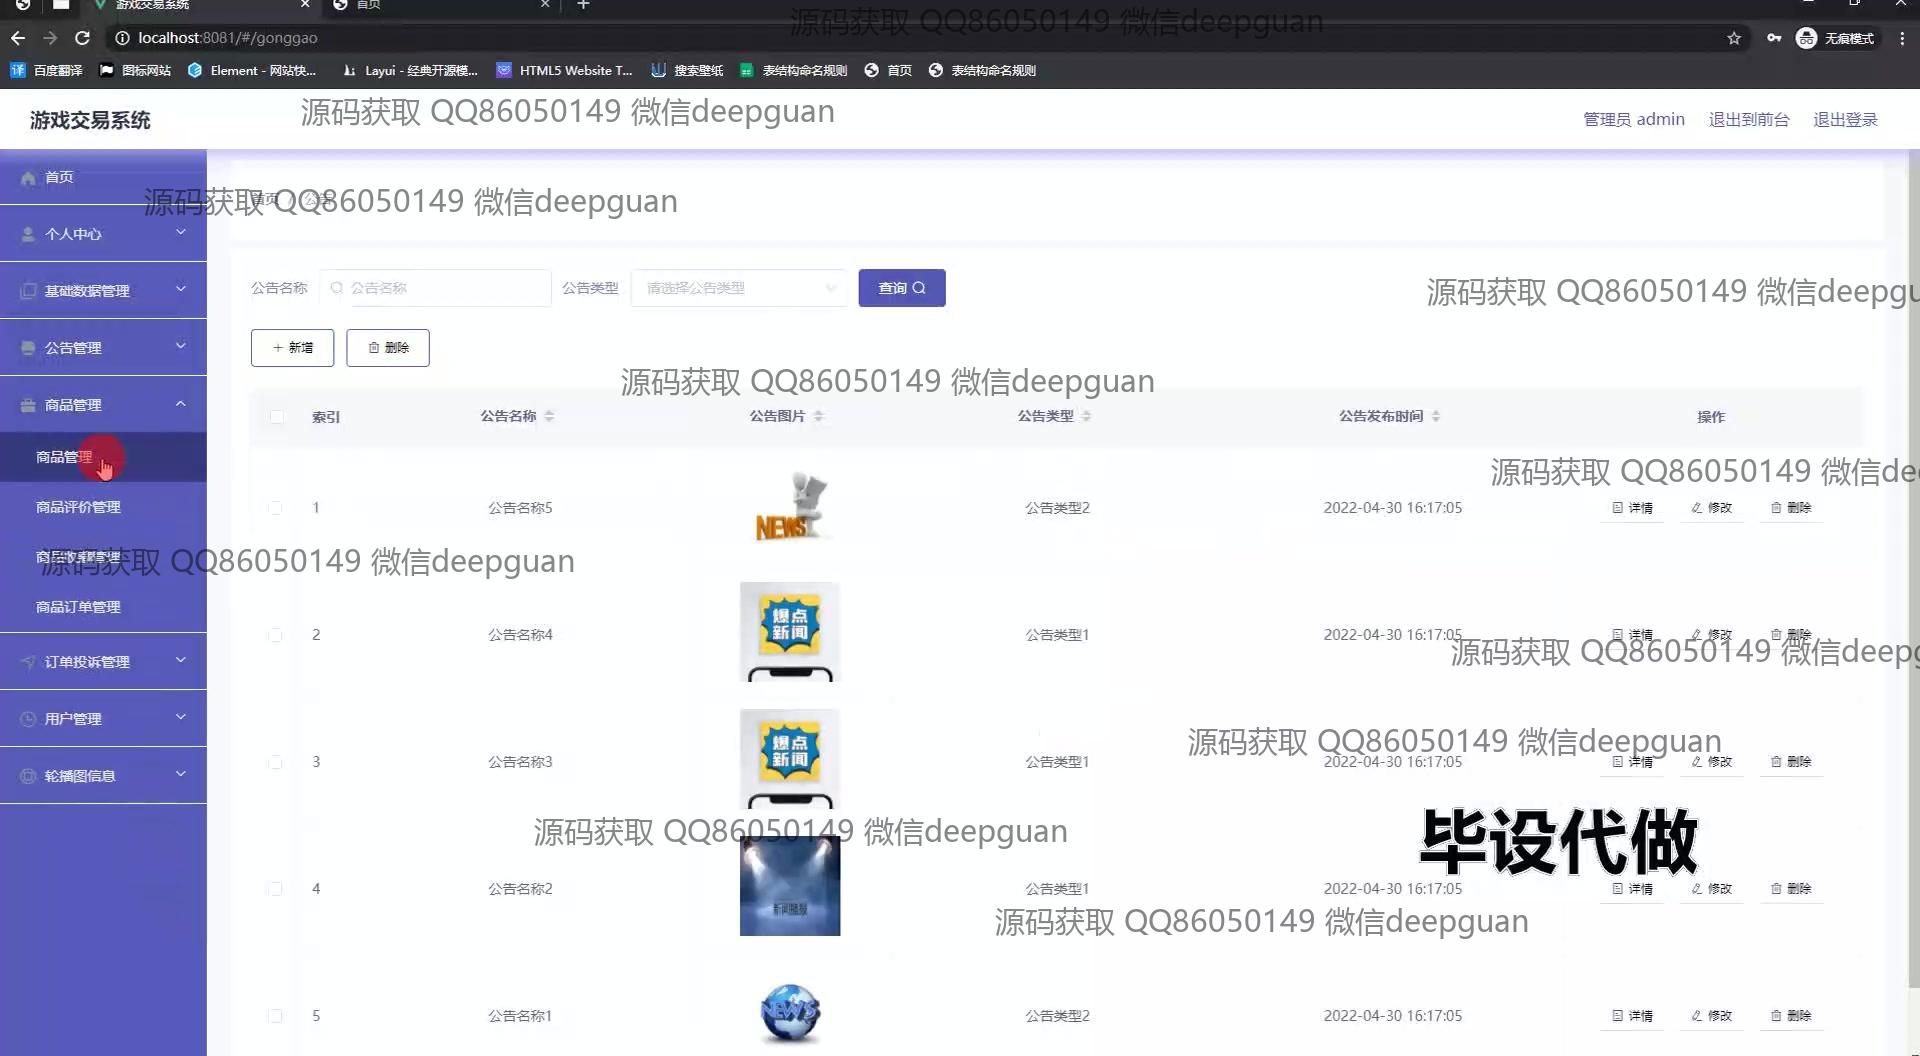 游戏交易系统
首页
localhost:8081/#/gonggao
无痕模式
百度翻译
图标网站
Element - 网站快...
Layui - 经典开源模...
HTML5 Website T...
搜索壁纸
表结构命名规则
首页
表结构命名规则
源码获取 QQ86050149 微信deepguan
游戏交易系统
源码获取 QQ86050149 微信deepguan
管理员 admin
退出到前台
退出登录
首页
个人中心
基础数据管理
公告管理
商品管理
商品管理
商品评价管理
商品收藏管理
商品订单管理
订单投诉管理
用户管理
轮播图信息
首页 / 公告
源码获取 QQ86050149 微信deepguan
公告名称
公告名称
公告类型
请选择公告类型
查询
源码获取 QQ86050149 微信deepgu
新增
删除
源码获取 QQ86050149 微信deepguan
索引 公告名称 公告图片 公告类型 公告发布时间 操作
源码获取 QQ86050149 微信dee
1 公告名称5 NEWS 公告类型2 2022-04-30 16:17:05 详情 修改 删除
源码获取 QQ86050149 微信deepguan
2 公告名称4 爆点新闻 公告类型1 2022-04-30 16:17:05 详情 修改 删除
源码获取 QQ86050149 微信deepg
源码获取 QQ86050149 微信deepguan
3 公告名称3 爆点新闻 公告类型1 2022-04-30 16:17:05 详情 修改 删除
源码获取 QQ86050149 微信deepguan
毕设代做
4 公告名称2 公告类型1 2022-04-30 16:17:05 详情 修改 删除
源码获取 QQ86050149 微信deepguan
5 公告名称1 NEWS 公告类型2 2022-04-30 16:17:05 详情 修改 删除